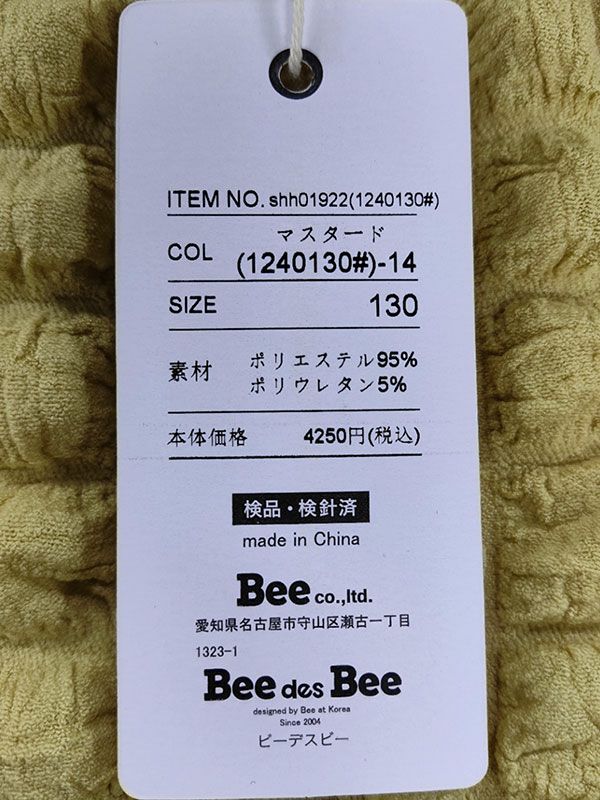 ITEM NO. shh01922(1240130#)
マスタード
COL (1240130#)-14
SIZE 130
素材 ポリエステル95%
ポリウレタン5%
本体価格 4250円(税込)
検品・検針済
made in China
Bee co.,ltd.
愛知県名古屋市守山区瀬古一丁目
1323-1
Bee des Bee
designed by Bee at Korea
Since 2004
ビーデスビー